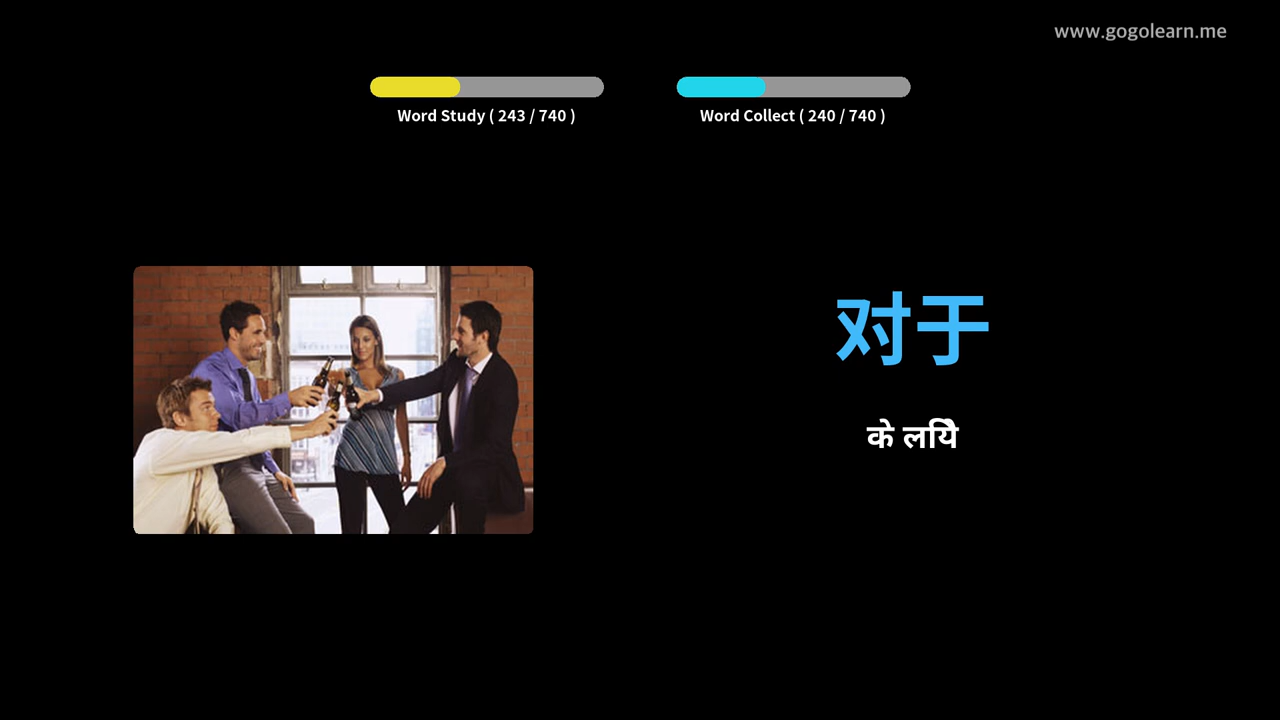 www.gogolearn.me
Word Study ( 243 / 740 )
Word Collect ( 240 / 740 )
对于
के लयिे